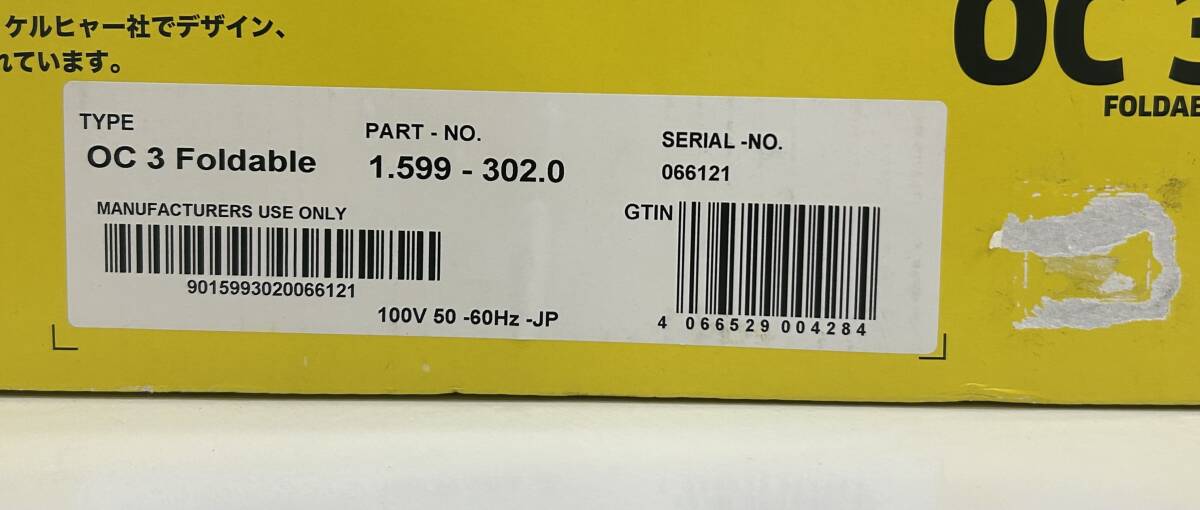 ケルヒャー社でデザイン、
れています。
OC 3
FOLDAB
TYPE
OC 3 Foldable
PART - NO.
1.599 - 302.0
SERIAL -NO.
066121
MANUFACTURERS USE ONLY
9015993020066121
GTIN
4 066529 004284
100V 50 -60Hz -JP